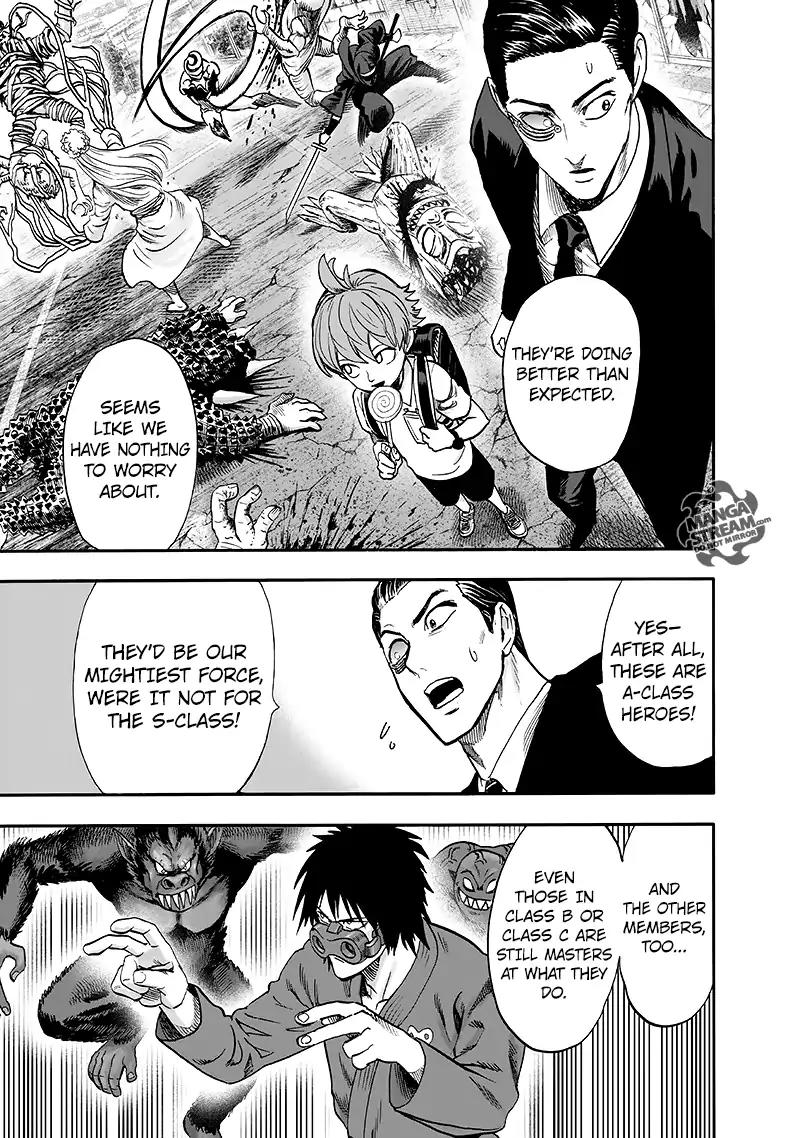 THEY'RE DOING
BETTER THAN
EXPECTED.
SEEMS
LIKE WE
HAVE NOTHING
TO WORRY
ABOUT.
MANGA
STREAM.com
DO NOT MIRROR
YES—
AFTER ALL,
THESE ARE
A-CLASS
HEROES!
THEY'D BE OUR
MIGHTIEST FORCE,
WERE IT NOT FOR
THE S-CLASS!
AND
THE OTHER
MEMBERS,
TOO...
EVEN
THOSE IN
CLASS B OR
CLASS C ARE
STILL MASTERS
AT WHAT THEY
DO.